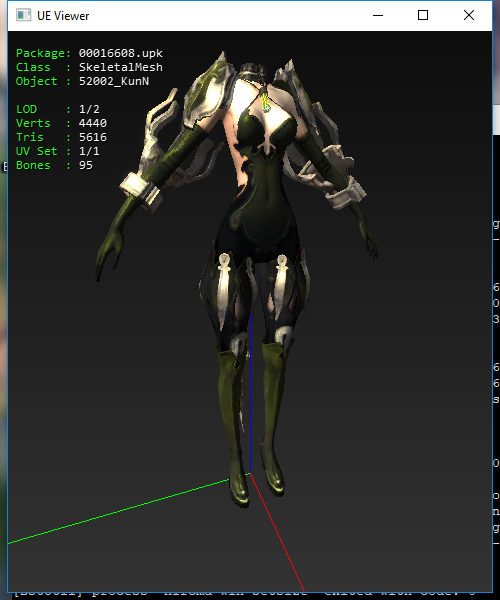 UE Viewer
Package: 00016608.upk
Class : SkeletalMesh
Object : 52002_KunN
LOD : 1/2
Verts : 4440
Tris : 5616
UV Set : 1/1
Bones : 95